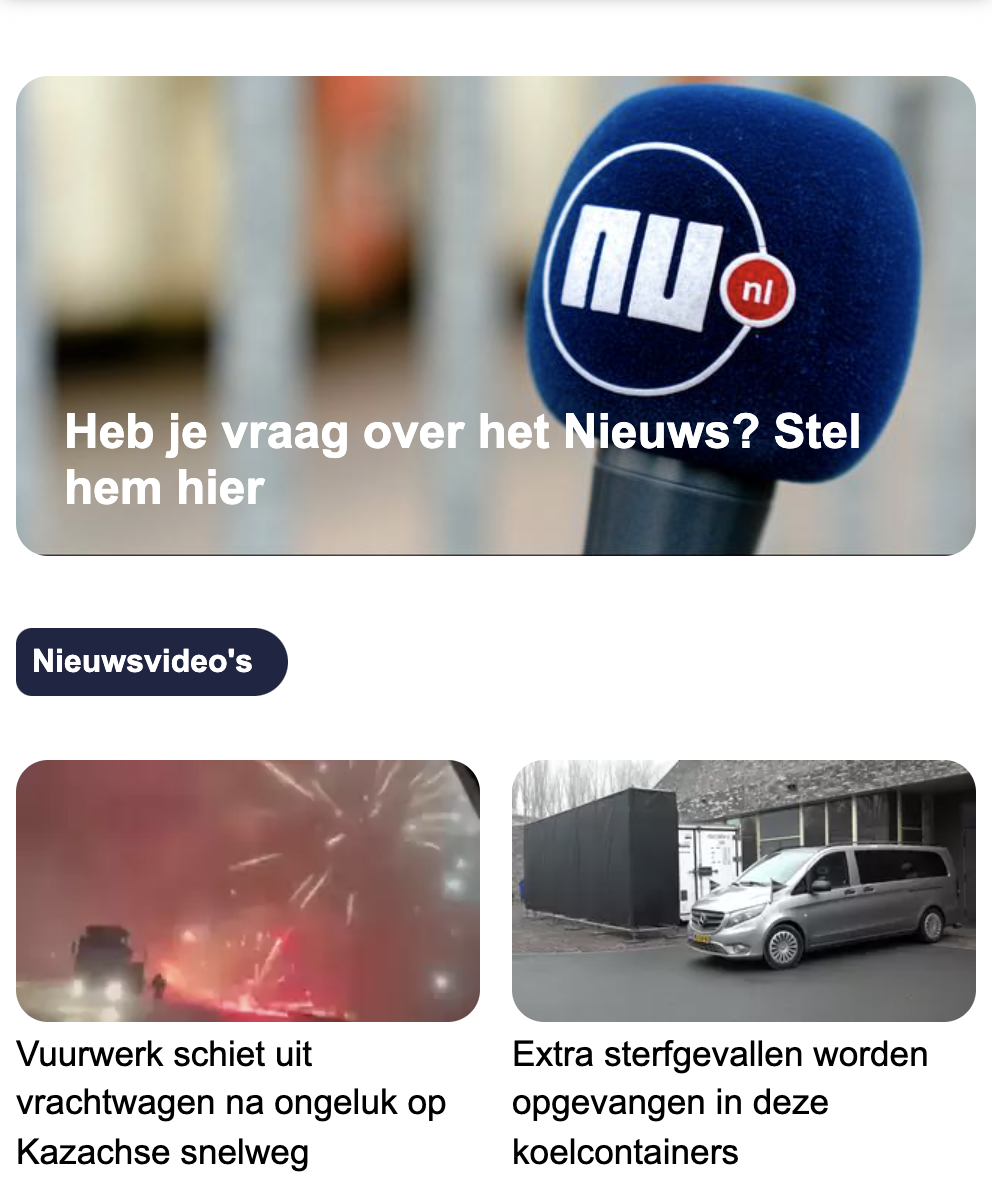 nu
nl
Heb je vraag over het Nieuws? Stel
hem hier
Nieuwsvideo's
Vuurwerk schiet uit
vrachtwagen na ongeluk op
Kazachse snelweg
Extra sterfgevallen worden
opgevangen in deze
koelcontainers